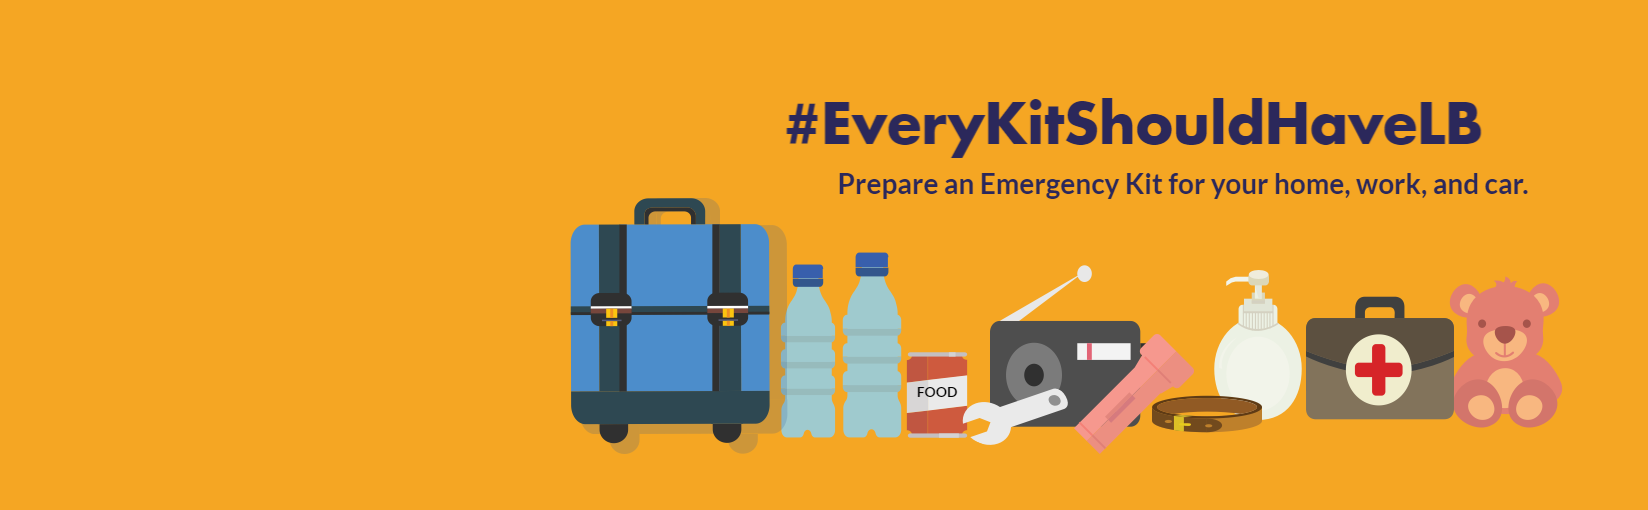 #EveryKitShouldHaveLB
Prepare an Emergency Kit for your home, work, and car.
FOOD